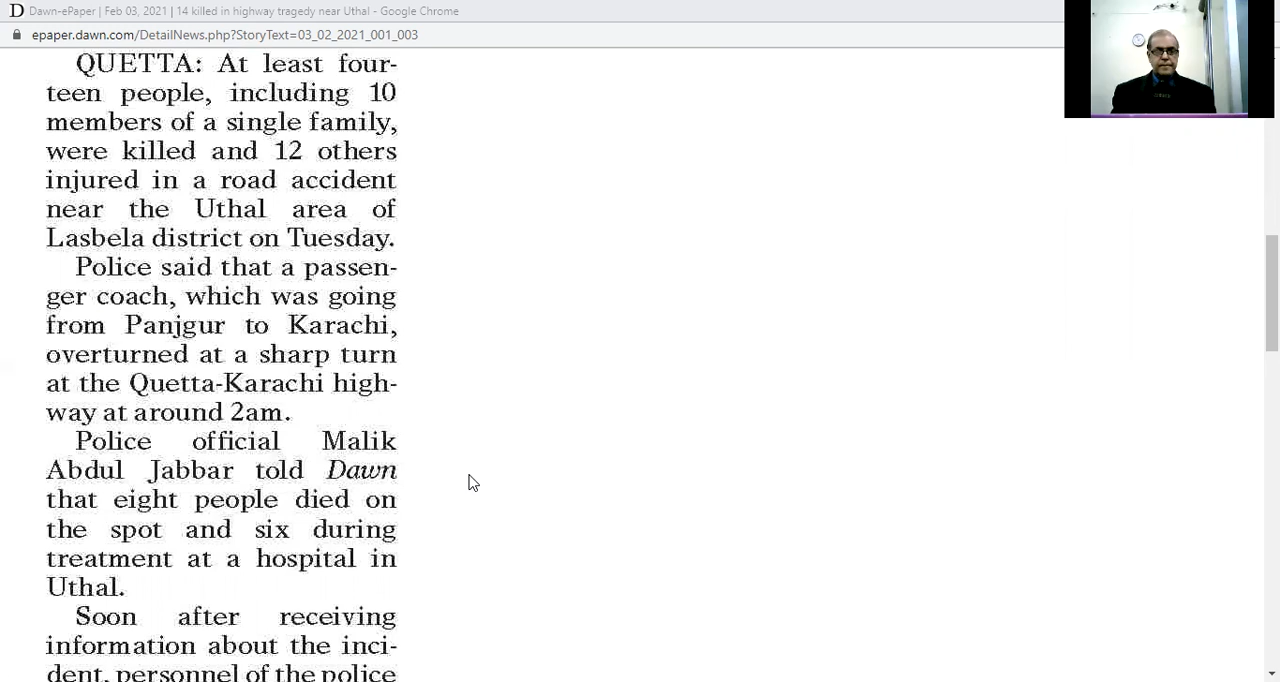 D Dawn-ePaper | Feb 03, 2021 | 14 killed in highway tragedy near Uthal - Google Chrome
epaper.dawn.com/DetailNews.php?StoryText=03_02_2021_001_003
QUETTA: At least four-
teen people, including 10
members of a single family,
were killed and 12 others
injured in a road accident
near the Uthal area of
Lasbela district on Tuesday.
Police said that a passen-
ger coach, which was going
from Panjgur to Karachi,
overturned at a sharp turn
at the Quetta-Karachi high-
way at around 2am.
Police official Malik
Abdul Jabbar told Dawn
that eight people died on
the spot and six during
treatment at a hospital in
Uthal.
Soon after receiving
information about the inci-
dent, personnel of the police